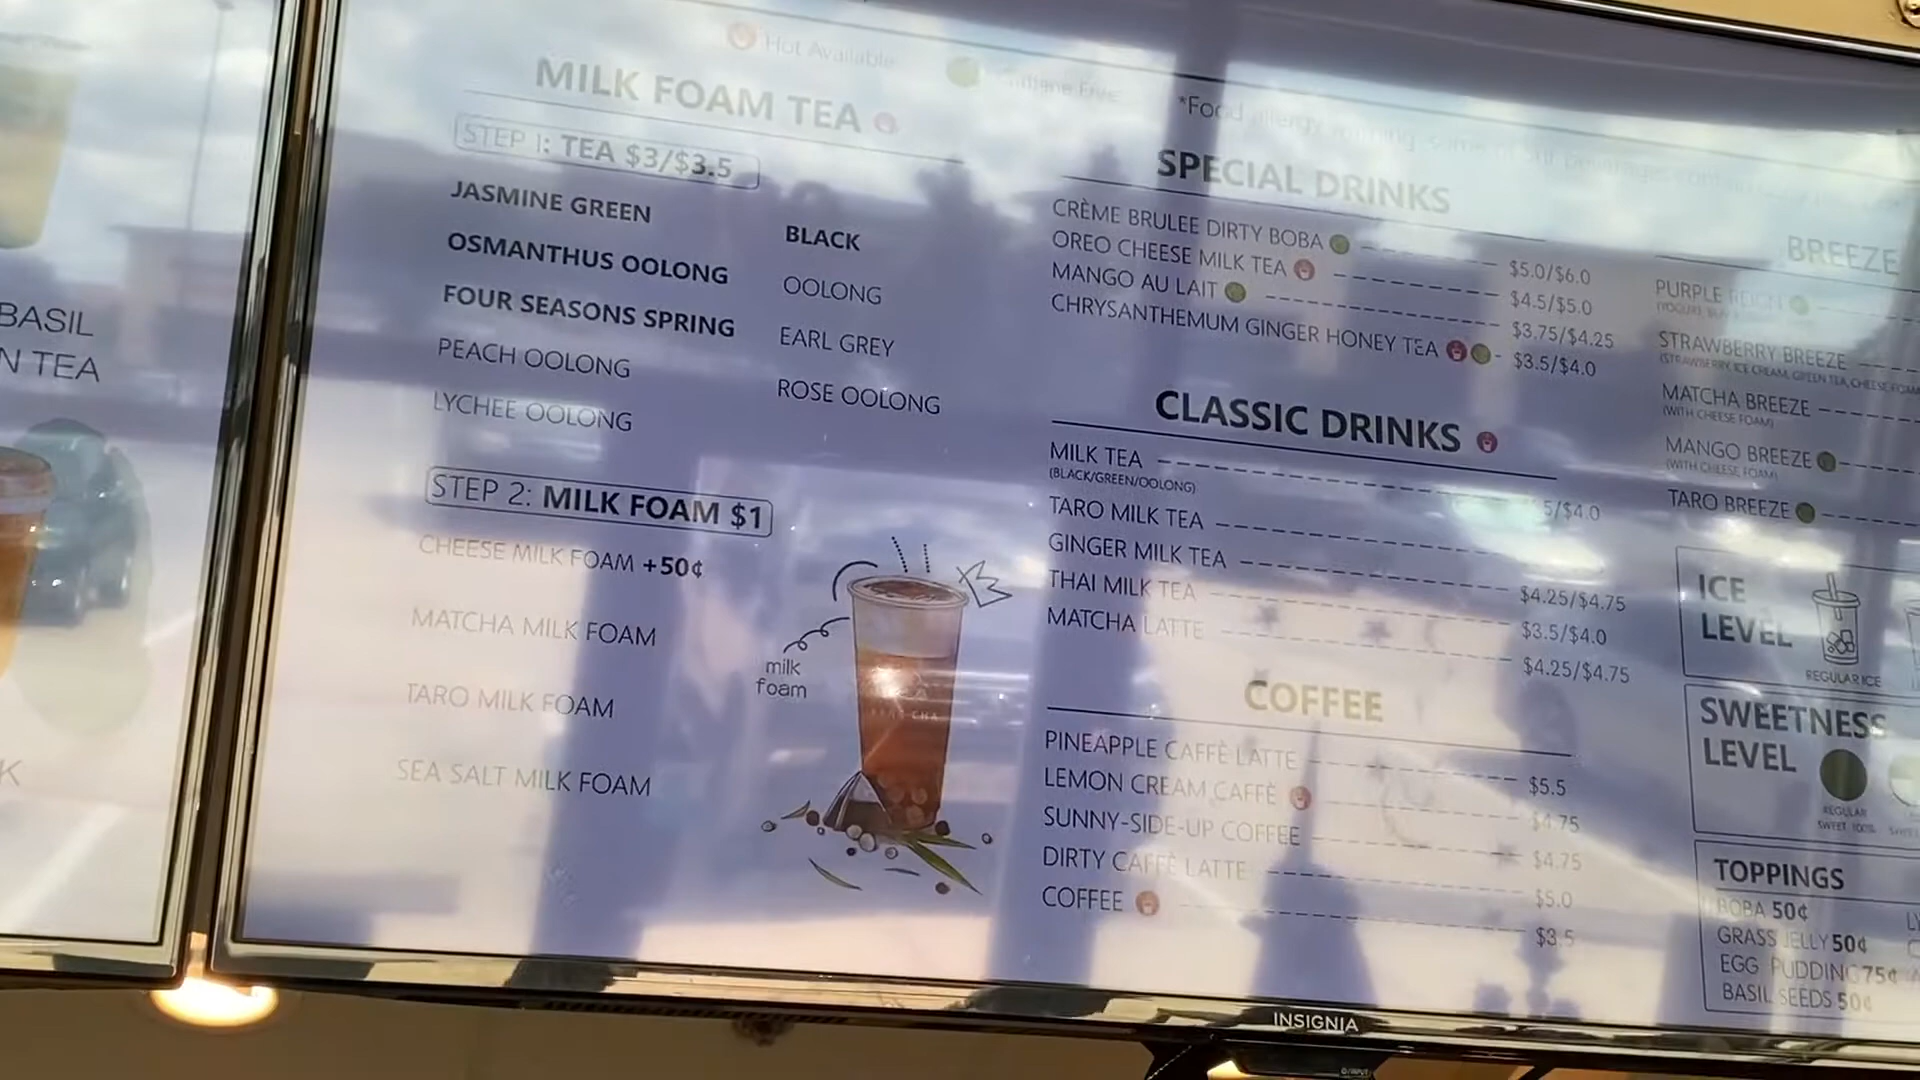 BASIL
N TEA
K
Hot Available
MILK FOAM TEA
STEP 1: TEA $3/$3.5
JASMINE GREEN
OSMANTHUS OOLONG
FOUR SEASONS SPRING
PEACH OOLONG
LYCHEE OOLONG
BLACK
OOLONG
EARL GREY
ROSE OOLONG
STEP 2: MILK FOAM $1
CHEESE MILK FOAM +50¢
MATCHA MILK FOAM
TARO MILK FOAM
SEA SALT MILK FOAM
milk
foam
*Food allergy warning: some of our beverages contain
SPECIAL DRINKS
CRÈME BRULEE DIRTY BOBA $5.0/$6.0
OREO CHEESE MILK TEA $4.5/$5.0
MANGO AU LAIT $3.75/$4.25
CHRYSANTHEMUM GINGER HONEY TEA $3.5/$4.0
CLASSIC DRINKS
MILK TEA 5/$4.0
(BLACK/GREEN/OOLONG)
TARO MILK TEA
GINGER MILK TEA $4.25/$4.75
THAI MILK TEA $3.5/$4.0
MATCHA LATTE $4.25/$4.75
COFFEE
PINEAPPLE CAFFÈ LATTE $5.5
LEMON CREAM CAFFÈ $4.75
SUNNY-SIDE-UP COFFEE $4.75
DIRTY CAFFÈ LATTE $5.0
COFFEE $3.5
BREEZE
PURPLE REIGN
STRAWBERRY BREEZE
(STRAWBERRY ICE CREAM, GREEN TEA, CHEESE FOAM
MATCHA BREEZE
(WITH CHEESE FOAM)
MANGO BREEZE
(WITH CHEESE FOAM)
TARO BREEZE
ICE
LEVEL
REGULAR ICE
SWEETNESS
LEVEL
REGULAR
SWEET 100%
TOPPINGS
BOBA 50¢
GRASS JELLY 50¢
EGG PUDDING 75¢
BASIL SEEDS 50¢
INSIGNIA